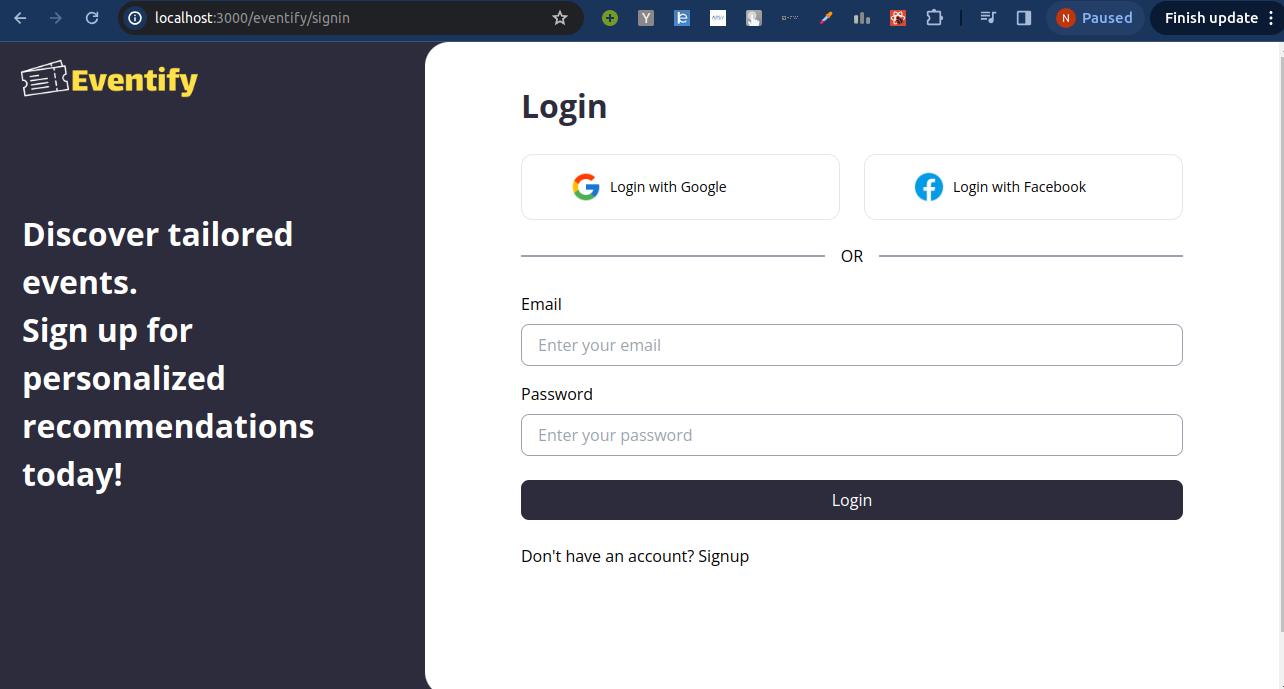 localhost:3000/eventify/signin
N Paused
Finish update
Eventify
Discover tailored
events.
Sign up for
personalized
recommendations
today!
Login
Login with Google
Login with Facebook
OR
Email
Enter your email
Password
Enter your password
Login
Don't have an account? Signup